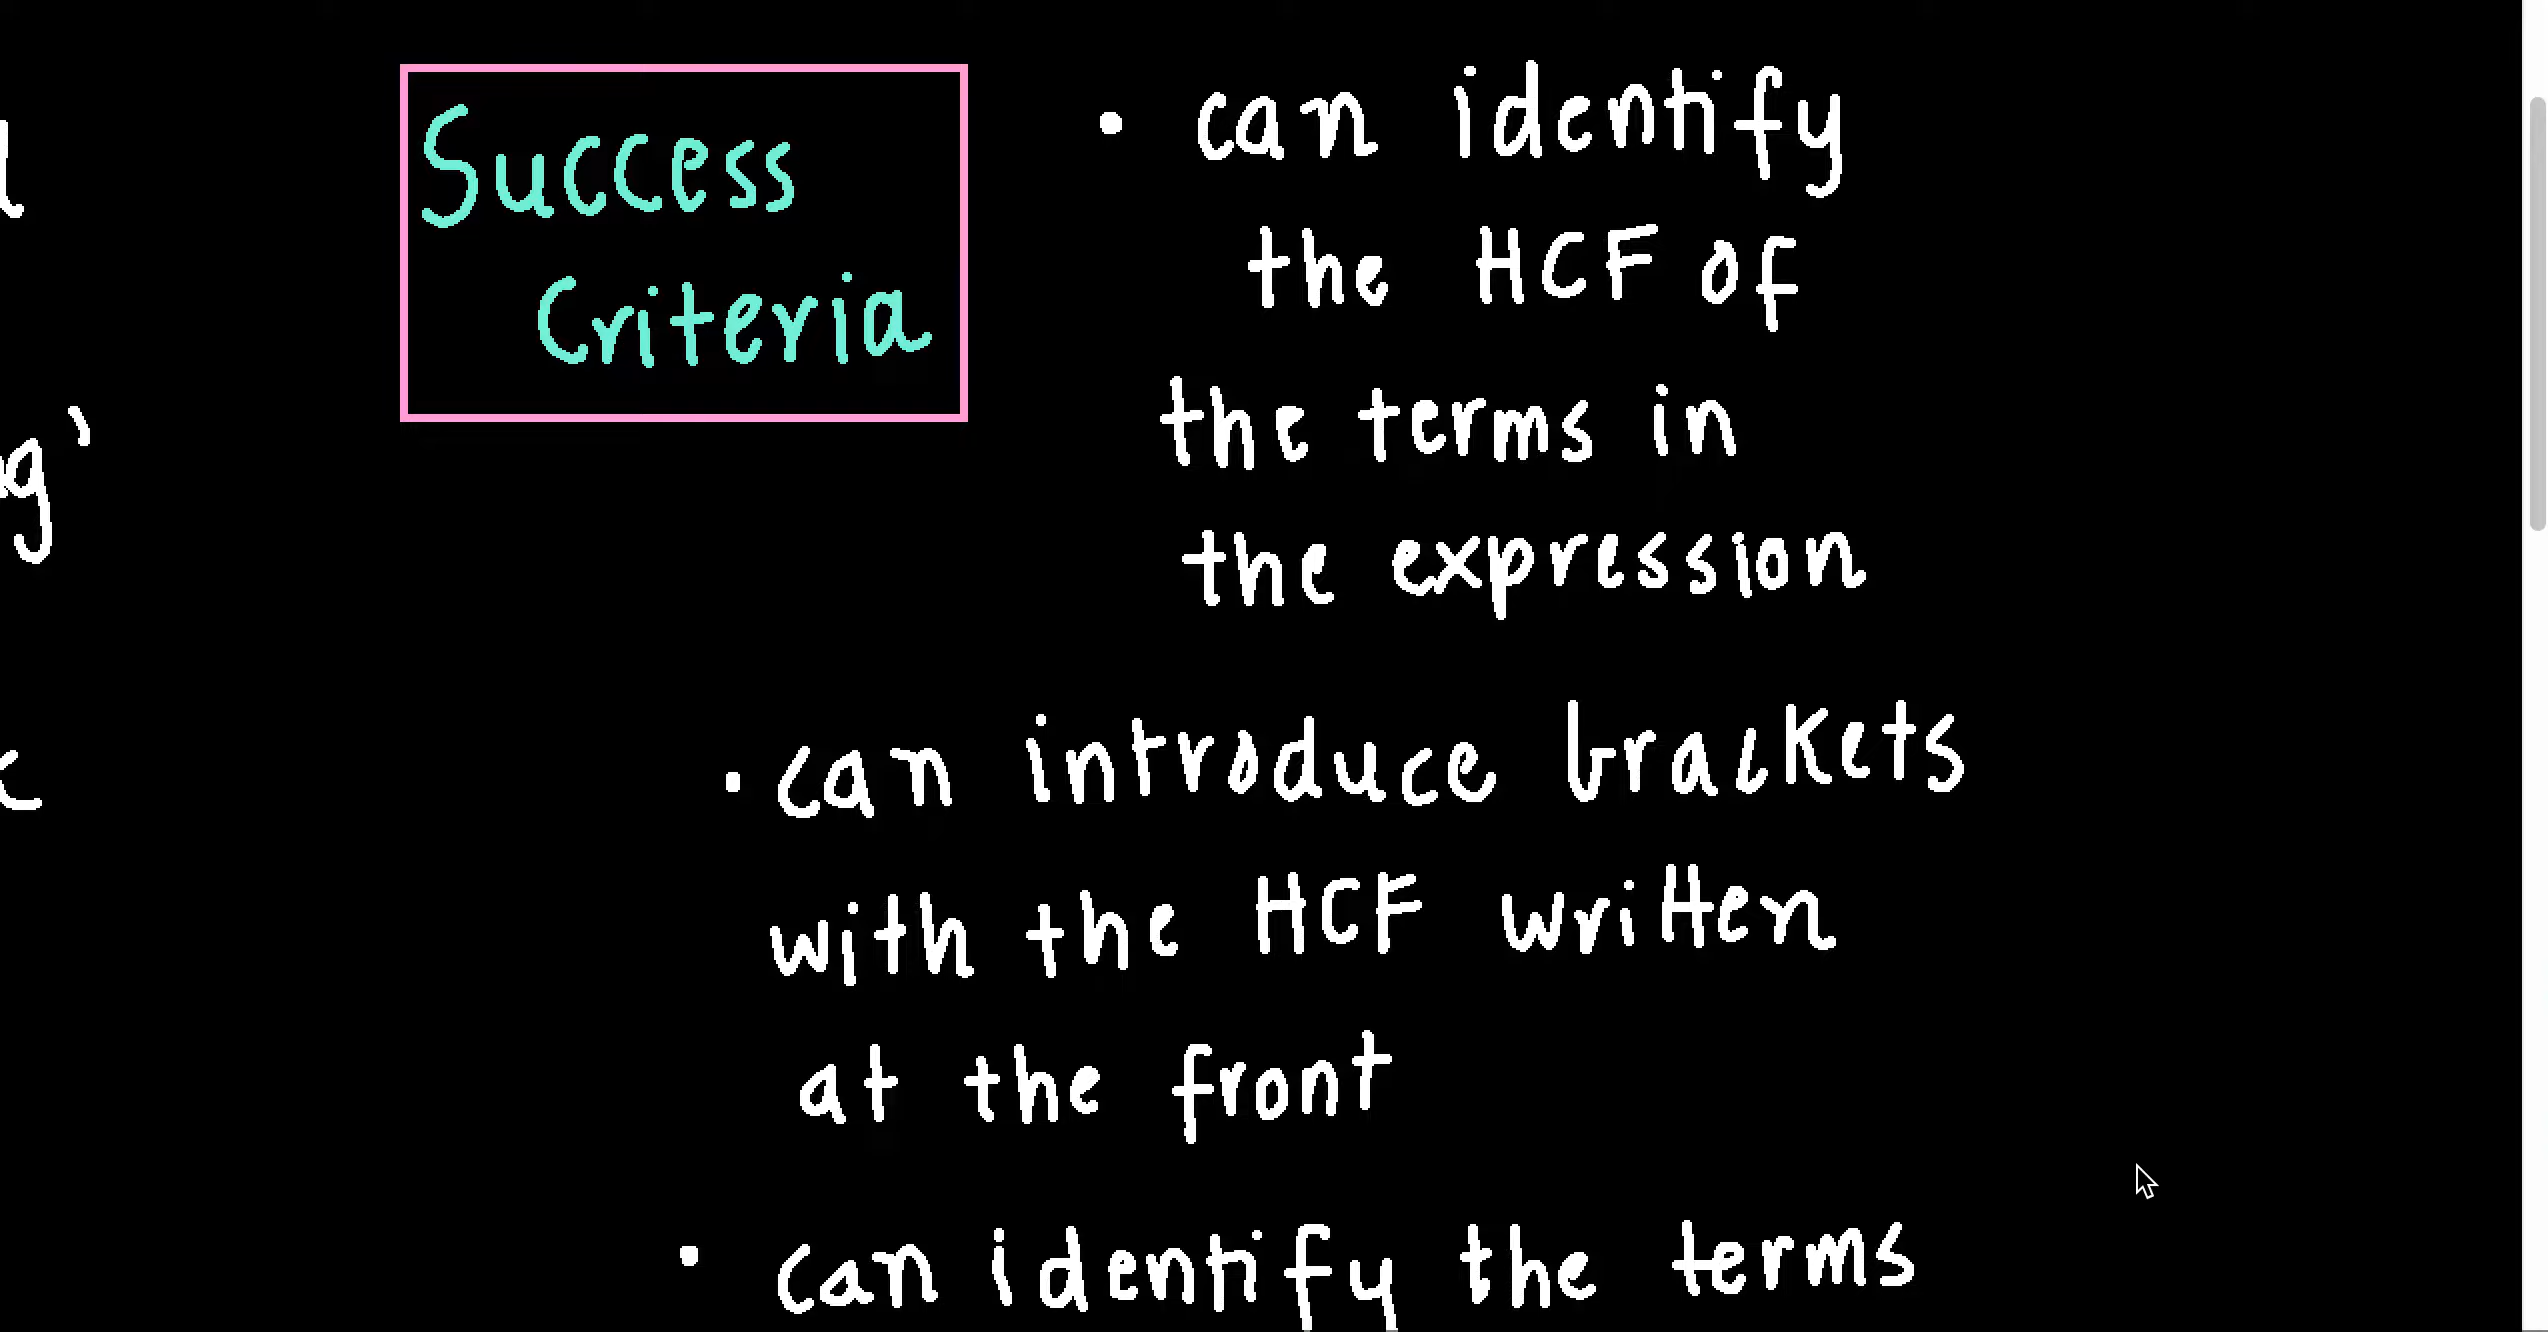 Success
Criteria
• can identify
the HCF of
the terms in
the expression
• can introduce brackets
with the HCF written
at the front
• can identify the terms